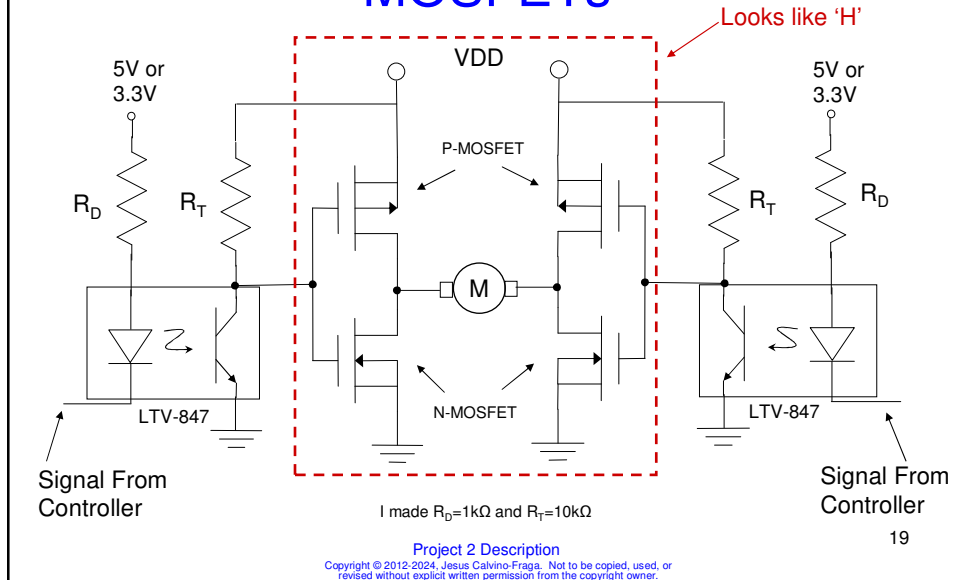 MOSFETs
Looks like ‘H’
VDD
5V or
3.3V
5V or
3.3V
P-MOSFET
R_D
R_T
R_T
R_D
M
LTV-847
N-MOSFET
LTV-847
Signal From
Controller
Signal From
Controller
I made R_D=1kΩ and R_T=10kΩ
19
Project 2 Description
Copyright © 2012-2024, Jesus Calvino-Fraga. Not to be copied, used, or
revised without explicit written permission from the copyright owner.